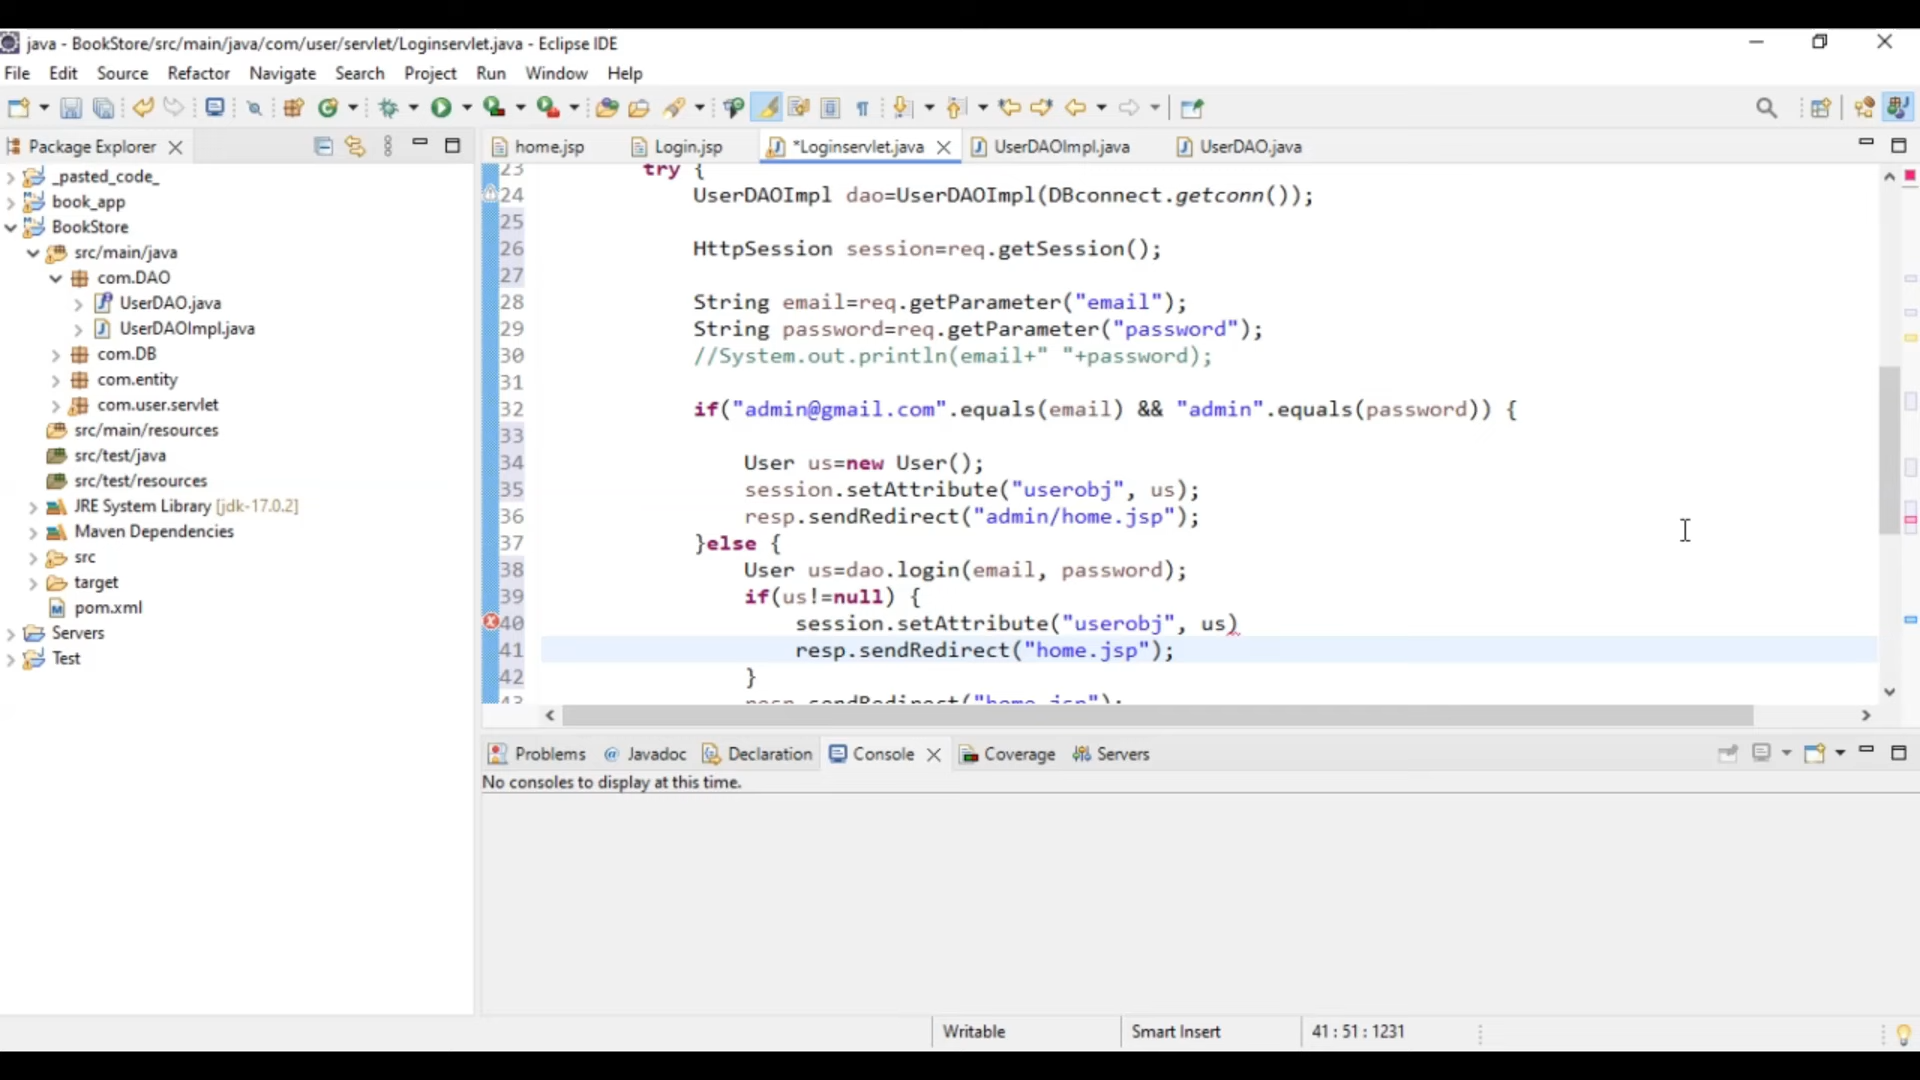 java - BookStore/src/main/java/com/user/servlet/Loginservlet.java - Eclipse IDE
File Edit Source Refactor Navigate Search Project Run Window Help
Package Explorer
home.jsp
Login.jsp
*Loginservlet.java
UserDAOImpl.java
UserDAO.java
_pasted_code_
book_app
BookStore
src/main/java
com.DAO
UserDAO.java
UserDAOImpl.java
com.DB
com.entity
com.user.servlet
src/main/resources
src/test/java
src/test/resources
JRE System Library [jdk-17.0.2]
Maven Dependencies
src
target
pom.xml
Servers
Test
23 try {
24 UserDAOImpl dao=UserDAOImpl(DBconnect.getconn());
25
26 HttpSession session=req.getSession();
27
28 String email=req.getParameter("email");
29 String password=req.getParameter("password");
30 //System.out.println(email+" "+password);
31
32 if("admin@gmail.com".equals(email) && "admin".equals(password)) {
33
34 User us=new User();
35 session.setAttribute("userobj", us);
36 resp.sendRedirect("admin/home.jsp");
37 }else {
38 User us=dao.login(email, password);
39 if(us!=null) {
40 session.setAttribute("userobj", us)
41 resp.sendRedirect("home.jsp");
42 }
43 resp.sendRedirect("home.jsp");
Problems Javadoc Declaration Console Coverage Servers
No consoles to display at this time.
Writable Smart Insert 41 : 51 : 1231